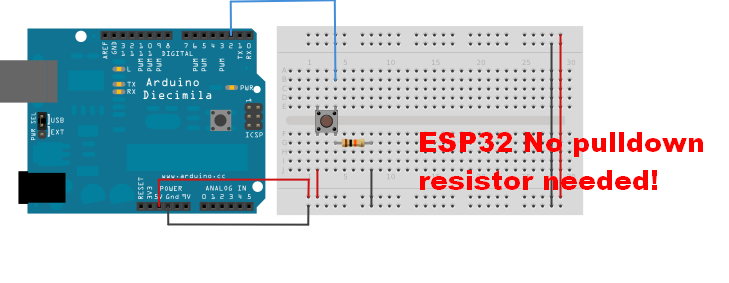 AREF
GND
13
12
11
10
9
8
7
6
5
4
3
2
1
0
PWM
PWM
PWM
PWM
PWM
PWM
TX
RX
DIGITAL
L
TX
RX
Arduino
Diecimila
PWR
1
ICSP
PWR SEL
USB
EXT
www.arduino.cc
RESET
3V3
5V
Gnd
9V
POWER
ANALOG IN
0 1 2 3 4 5
1 5 10 15 20 25 30
A
B
C
D
E
F
1 5 10
ESP32 No pulldown
resistor needed!